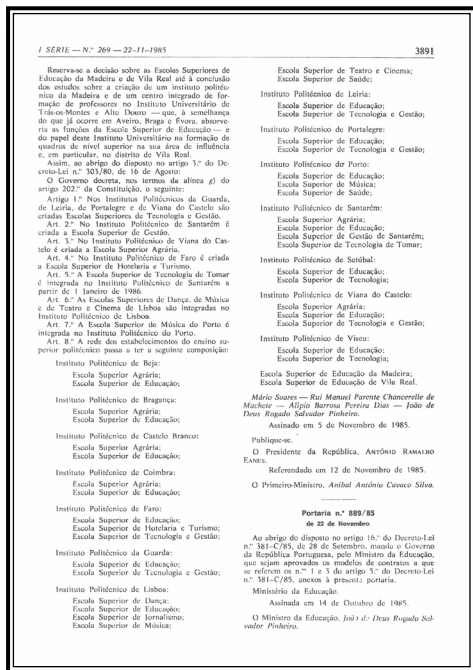 I SÉRIE — N.º 269 — 22-11-1985
3891
Reserva-se a decisão sobre as Escolas Superiores de
Educação da Madeira e de Vila Real até à conclusão
dos estudos sobre a criação de um instituto politéc-
nico da Madeira e de um centro integrado de for-
mação de professores no Instituto Universitário de
Trás-os-Montes e Alto Douro — que, à semelhança
do que já ocorre em Aveiro, Braga e Évora, absorve-
ria as funções da Escola Superior de Educação — e
do papel deste Instituto Universitário na formação de
quadros de nível superior na sua área de influência
e, em particular, no distrito de Vila Real.
Assim, ao abrigo do disposto no artigo 3.º do De-
creto-Lei n.º 303/80, de 16 de Agosto:
O Governo decreta, nos termos da alínea g) do
artigo 202.º da Constituição, o seguinte:
Artigo 1.º Nos Institutos Politécnicos da Guarda,
de Leiria, de Portalegre e de Viana do Castelo são
criadas Escolas Superiores de Tecnologia e Gestão.
Art. 2.º No Instituto Politécnico de Santarém é
criada a Escola Superior de Gestão.
Art. 3.º No Instituto Politécnico de Viana do Cas-
telo é criada a Escola Superior Agrária.
Art. 4.º No Instituto Politécnico de Faro é criada
a Escola Superior de Hotelaria e Turismo.
Art. 5.º A Escola Superior de Tecnologia de Tomar
é integrada no Instituto Politécnico de Santarém a
partir de 1 Janeiro de 1986.
Art. 6.º As Escolas Superiores de Dança, de Música
e de Teatro e Cinema de Lisboa são integradas no
Instituto Politécnico de Lisboa.
Art. 7.º A Escola Superior de Música do Porto é
integrada no Instituto Politécnico do Porto.
Art. 8.º A rede dos estabelecimentos do ensino su-
perior politécnico passa a ter a seguinte composição:
Instituto Politécnico de Beja:
Escola Superior Agrária;
Escola Superior de Educação;
Instituto Politécnico de Bragança:
Escola Superior Agrária;
Escola Superior de Educação;
Instituto Politécnico de Castelo Branco:
Escola Superior Agrária;
Escola Superior de Educação;
Instituto Politécnico de Coimbra:
Escola Superior Agrária;
Escola Superior de Educação;
Instituto Politécnico de Faro:
Escola Superior de Educação;
Escola Superior de Hotelaria e Turismo;
Escola Superior de Tecnologia e Gestão;
Instituto Politécnico da Guarda:
Escola Superior de Educação;
Escola Superior de Tecnologia e Gestão;
Instituto Politécnico de Lisboa:
Escola Superior de Dança;
Escola Superior de Educação;
Escola Superior de Jornalismo;
Escola Superior de Música;
Escola Superior de Teatro e Cinema;
Escola Superior de Saúde;
Instituto Politécnico de Leiria:
Escola Superior de Educação;
Escola Superior de Tecnologia e Gestão;
Instituto Politécnico de Portalegre:
Escola Superior de Educação;
Escola Superior de Tecnologia e Gestão;
Instituto Politécnico do Porto:
Escola Superior de Educação;
Escola Superior de Música;
Escola Superior de Saúde;
Instituto Politécnico de Santarém:
Escola Superior Agrária;
Escola Superior de Educação;
Escola Superior de Gestão de Santarém;
Escola Superior de Tecnologia de Tomar;
Instituto Politécnico de Setúbal:
Escola Superior de Educação;
Escola Superior de Tecnologia;
Instituto Politécnico de Viana do Castelo:
Escola Superior Agrária;
Escola Superior de Educação;
Escola Superior de Tecnologia e Gestão;
Instituto Politécnico de Viseu:
Escola Superior de Educação;
Escola Superior de Tecnologia;
Escola Superior de Educação da Madeira;
Escola Superior de Educação de Vila Real.
Mário Soares — Rui Manuel Parente Chancerelle de
Machete — Alípio Barrosa Pereira Dias — João de
Deus Rogado Salvador Pinheiro.
Assinado em 5 de Novembro de 1985.
Publique-se.
O Presidente da República, ANTÓNIO RAMALHO
EANES.
Referendado em 12 de Novembro de 1985.
O Primeiro-Ministro, Aníbal António Cavaco Silva.
Portaria n.º 889/85
de 22 de Novembro
Ao abrigo do disposto no artigo 16.º do Decreto-Lei
n.º 381-C/85, de 28 de Setembro, manda o Governo
da República Portuguesa, pelo Ministro da Educação,
que sejam aprovados os modelos de contratos a que
se referem os n.os 1 e 3 do artigo 5.º do Decreto-Lei
n.º 381-C/85, anexos à presente portaria.
Ministério da Educação.
Assinada em 14 de Outubro de 1985.
O Ministro da Educação, João de Deus Rogado Sal-
vador Pinheiro.